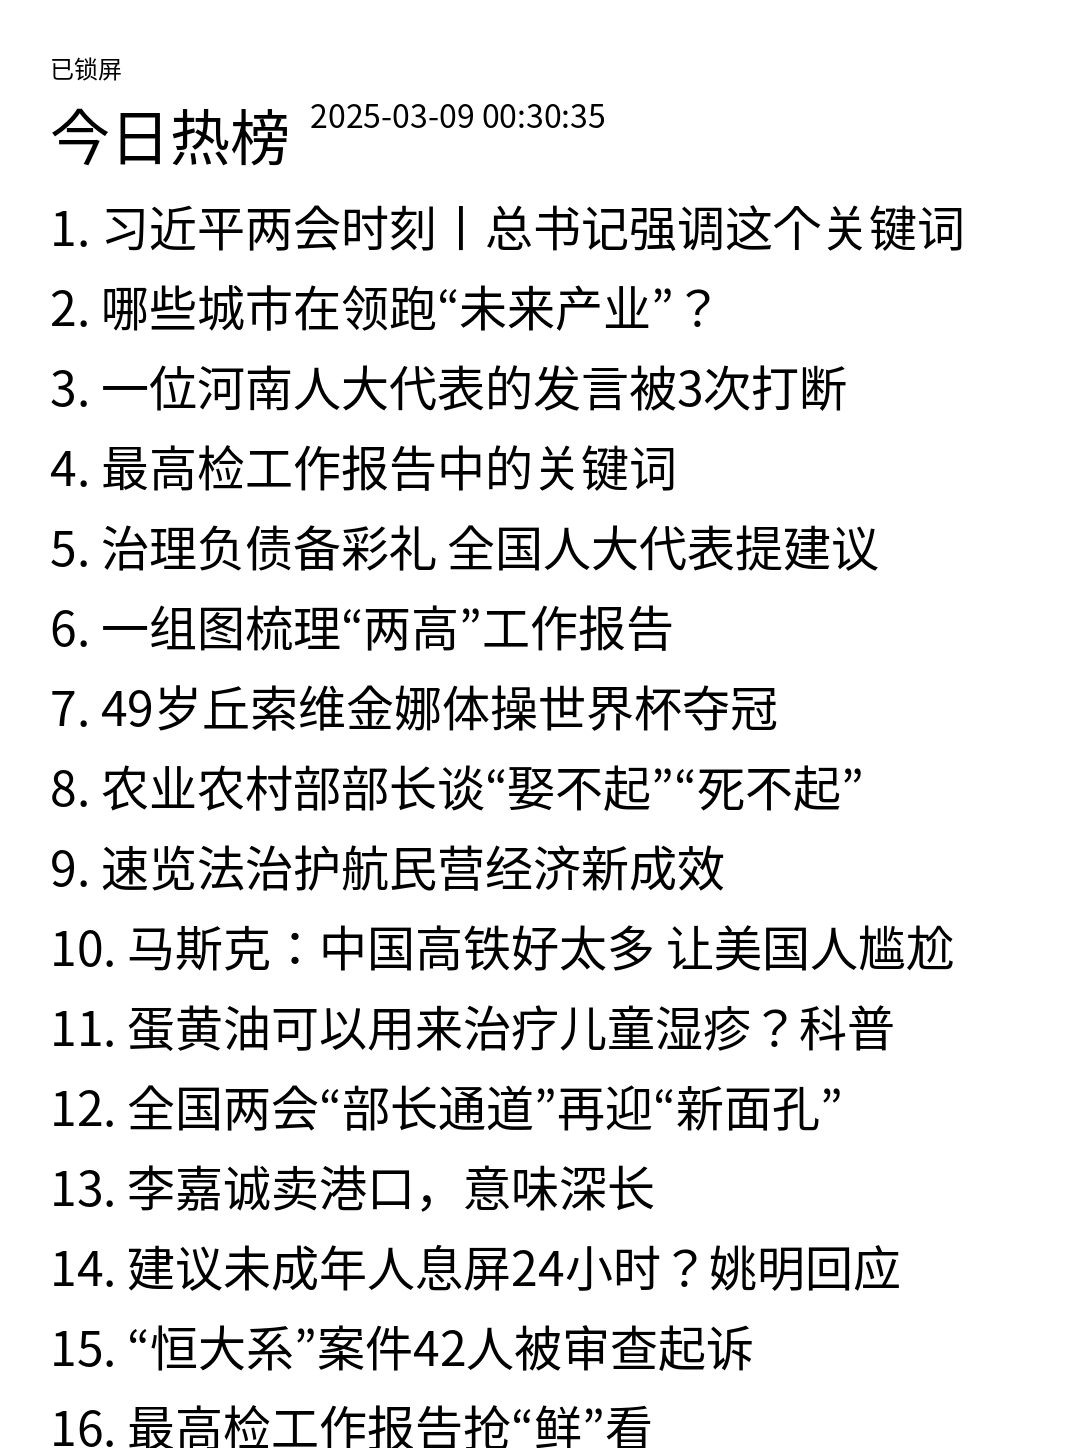 已锁屏
今日热榜 2025-03-09 00:30:35
1. 习近平两会时刻丨总书记强调这个关键词
2. 哪些城市在领跑“未来产业”？
3. 一位河南人大代表的发言被3次打断
4. 最高检工作报告中的关键词
5. 治理负债备彩礼 全国人大代表提建议
6. 一组图梳理“两高”工作报告
7. 49岁丘索维金娜体操世界杯夺冠
8. 农业农村部部长谈“娶不起”“死不起”
9. 速览法治护航民营经济新成效
10. 马斯克：中国高铁好太多 让美国人尴尬
11. 蛋黄油可以用来治疗儿童湿疹？科普
12. 全国两会“部长通道”再迎“新面孔”
13. 李嘉诚卖港口，意味深长
14. 建议未成年人息屏24小时？姚明回应
15. “恒大系”案件42人被审查起诉
16. 最高检工作报告抢“鲜”看